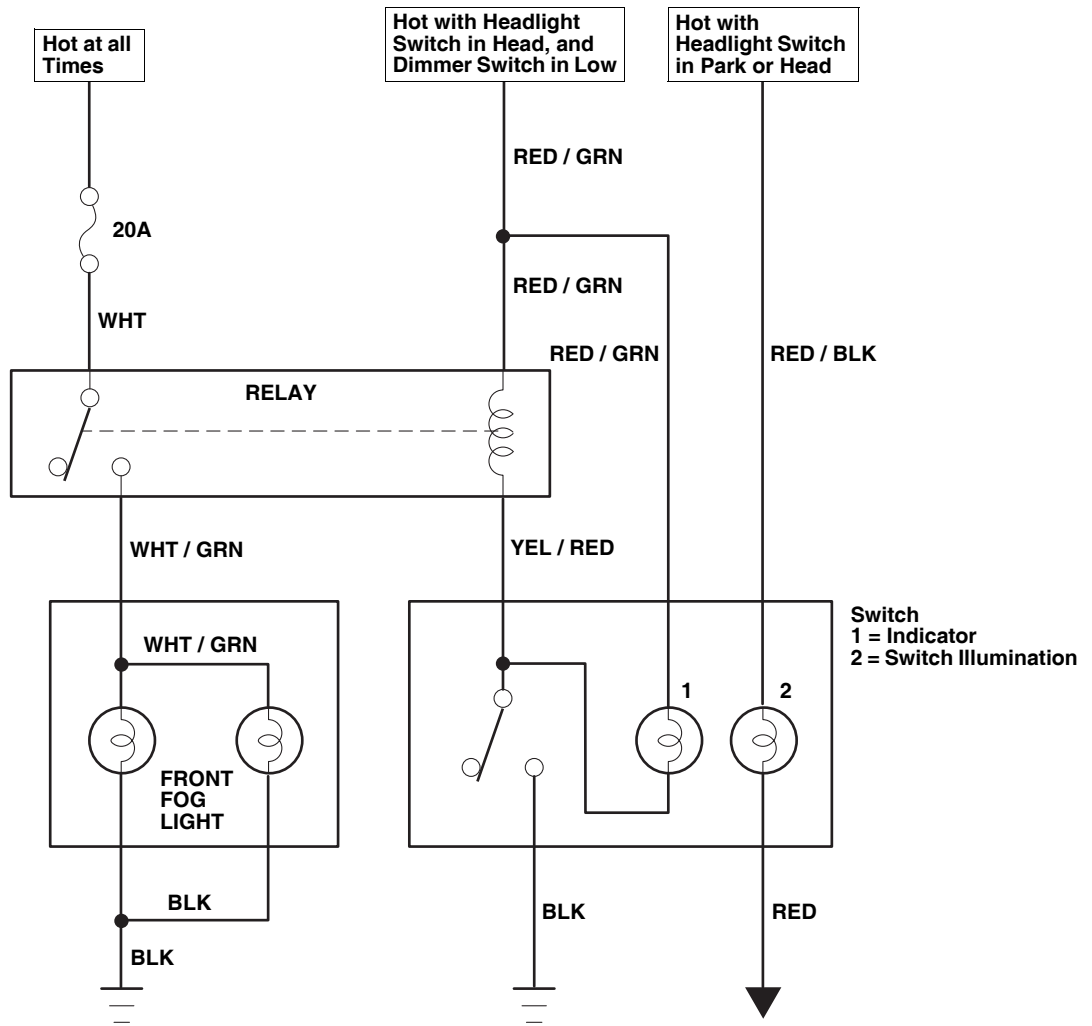 Hot at all
Times
Hot with Headlight
Switch in Head, and
Dimmer Switch in Low
Hot with
Headlight Switch
in Park or Head
RED / GRN
20A
RED / GRN
WHT
RED / GRN
RED / BLK
RELAY
WHT / GRN
YEL / RED
Switch
1 = Indicator
2 = Switch Illumination
WHT / GRN
1
2
FRONT
FOG
LIGHT
BLK
BLK
RED
BLK